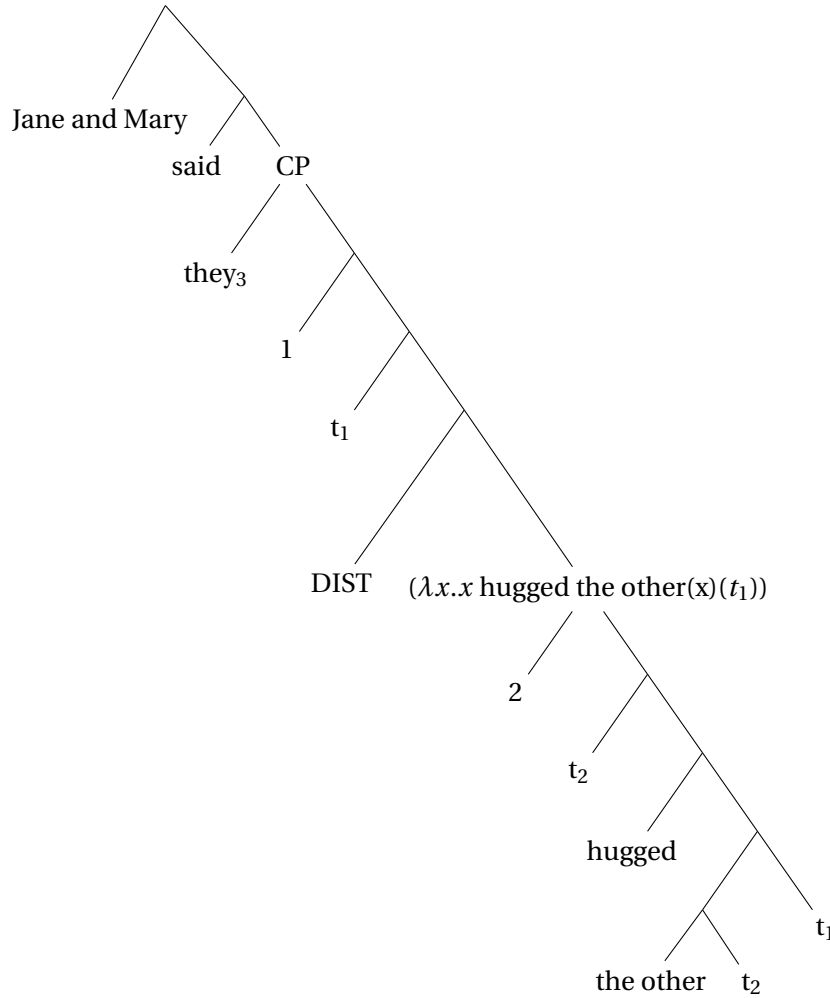 Jane and Mary
said CP
they₃
1
t₁
DIST (λx.x hugged the other(x)(t₁))
2
t₂
hugged
t₁
the other t₂